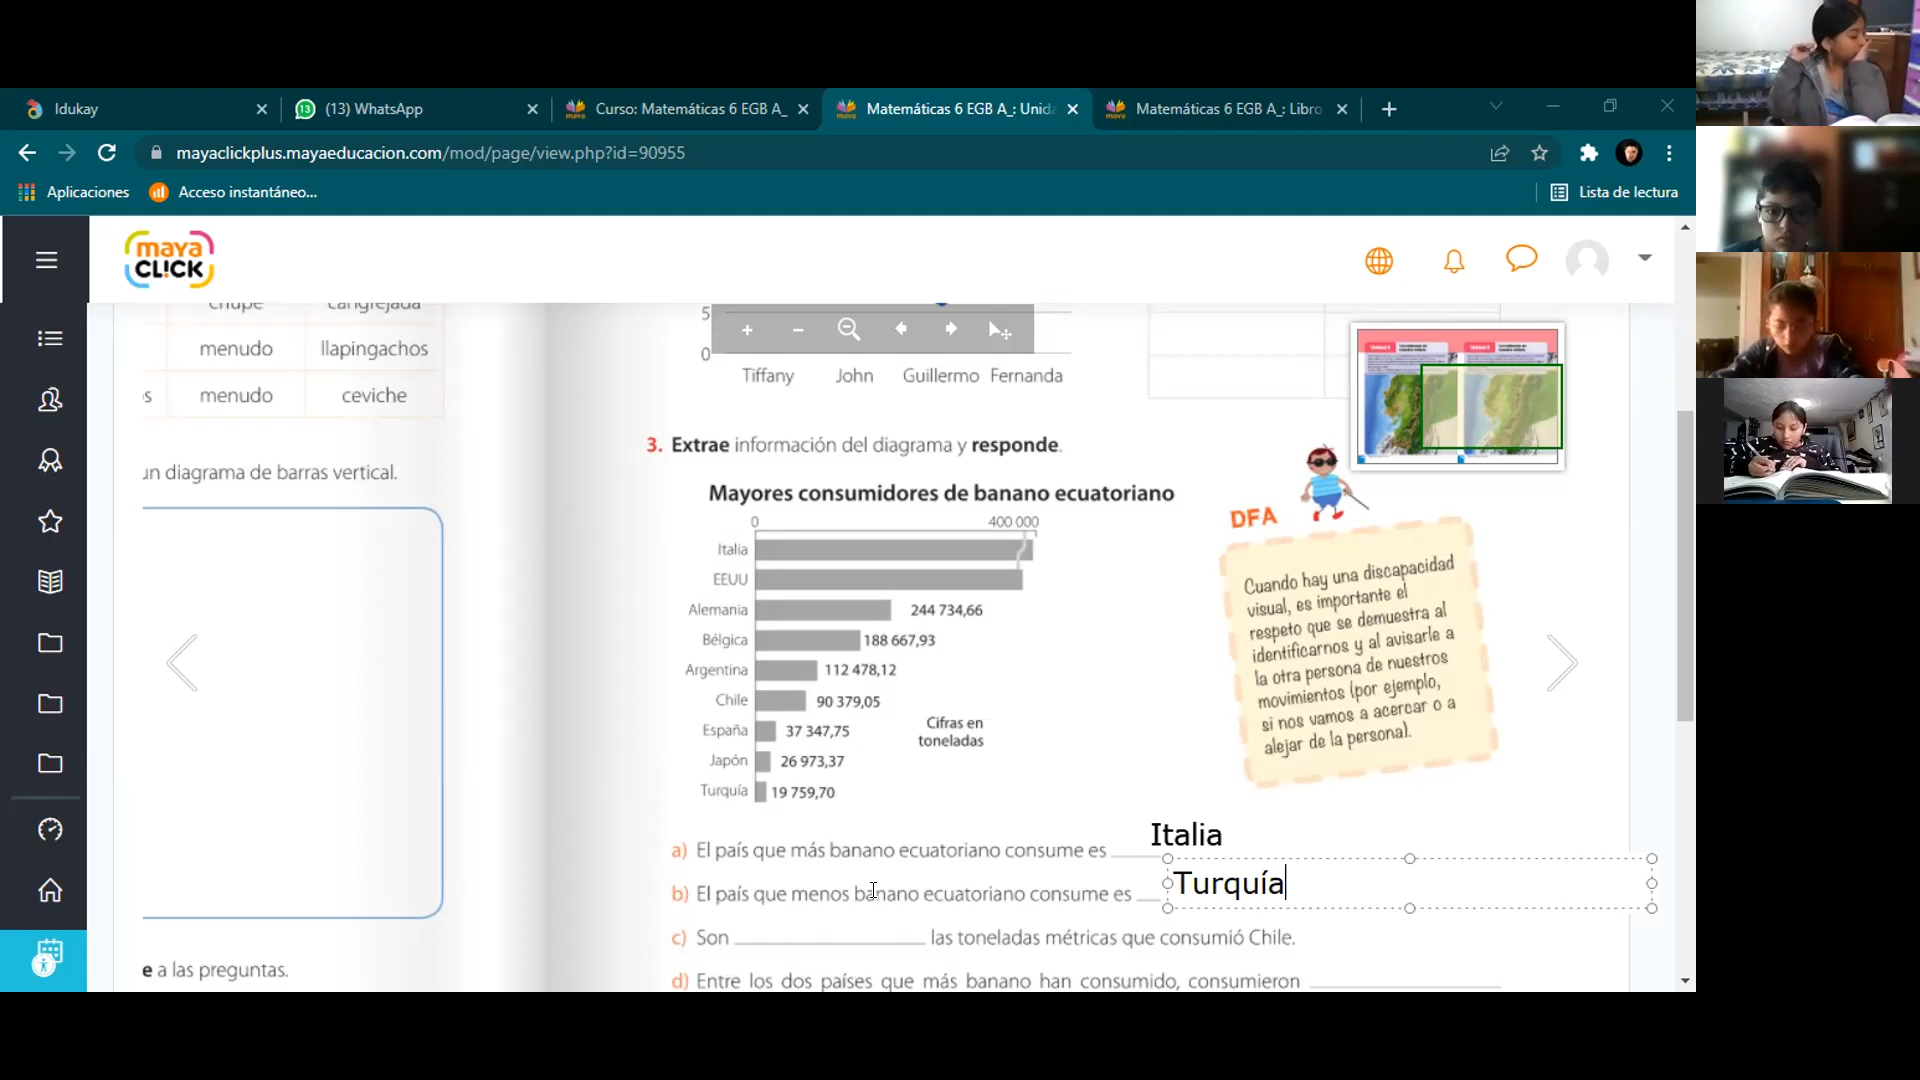 Idukay
(13) WhatsApp
Curso: Matemáticas 6 EGB A_
Matemáticas 6 EGB A_: Unida
Matemáticas 6 EGB A_: Libro
mayaclickplus.mayaeducacion.com/mod/page/view.php?id=90955
Aplicaciones
Acceso instantáneo...
Lista de lectura
maya
CL!CK
chupe cangrejada
menudo llapingachos
s menudo ceviche
un diagrama de barras vertical.
e a las preguntas.
5
0
Tiffany John Guillermo Fernanda
3. Extrae información del diagrama y responde.
Mayores consumidores de banano ecuatoriano
0 400 000
Italia
EEUU
Alemania 244 734,66
Bélgica 188 667,93
Argentina 112 478,12
Chile 90 379,05
España 37 347,75
Japón 26 973,37
Turquía 19 759,70
Cifras en
toneladas
DFA
Cuando hay una discapacidad
visual, es importante el
respeto que se demuestra al
identificarnos y al avisarle a
la otra persona de nuestros
movimientos (por ejemplo,
si nos vamos a acercar o a
alejar de la persona).
a) El país que más banano ecuatoriano consume es Italia
b) El país que menos banano ecuatoriano consume es Turquía
c) Son las toneladas métricas que consumió Chile.
d) Entre los dos países que más banano han consumido, consumieron